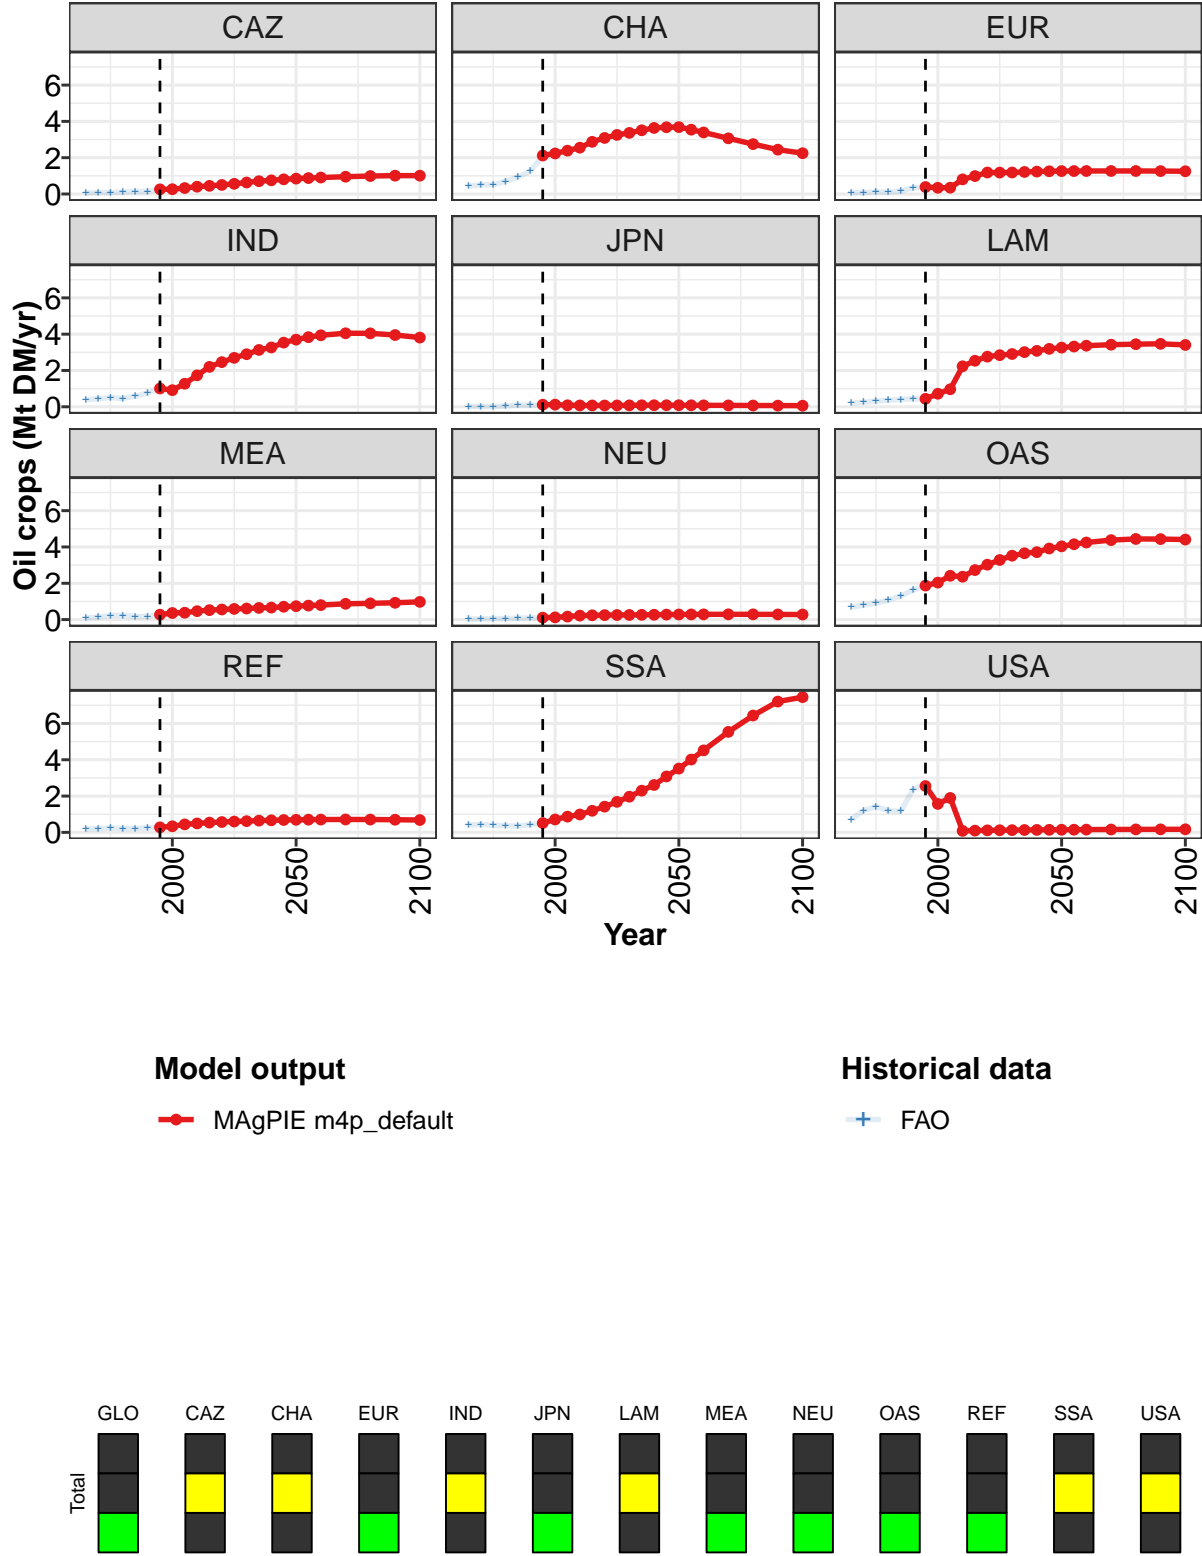 CAZ CHA EUR
6
4
2
0
IND JPN LAM
6
4
2
0
MEA NEU OAS
6
4
2
0
REF SSA USA
6
4
2
0
2000 2050 2100 2000 2050 2100 2000 2050 2100
Year
Oil crops (Mt DM/yr)
Model output Historical data
MAgPIE m4p_default FAO
GLO CAZ CHA EUR IND JPN LAM MEA NEU OAS REF SSA USA
Total